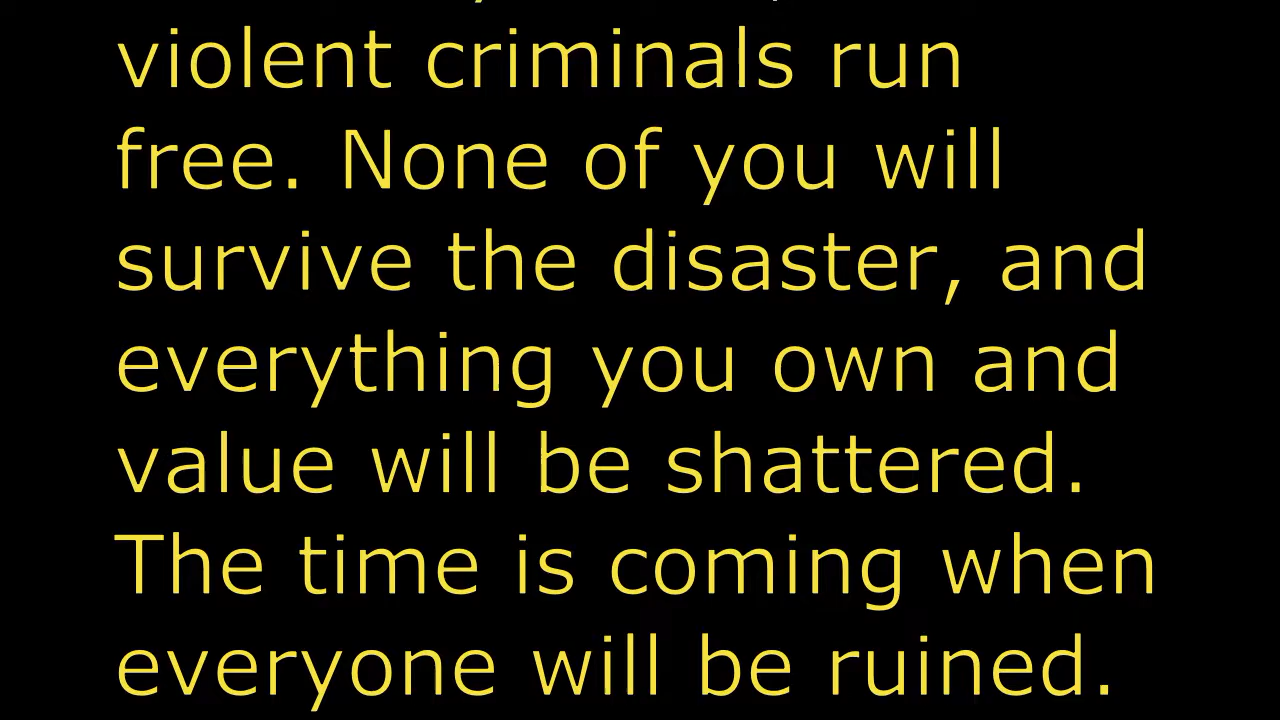 violent criminals run
free. None of you will
survive the disaster, and
everything you own and
value will be shattered.
The time is coming when
everyone will be ruined.